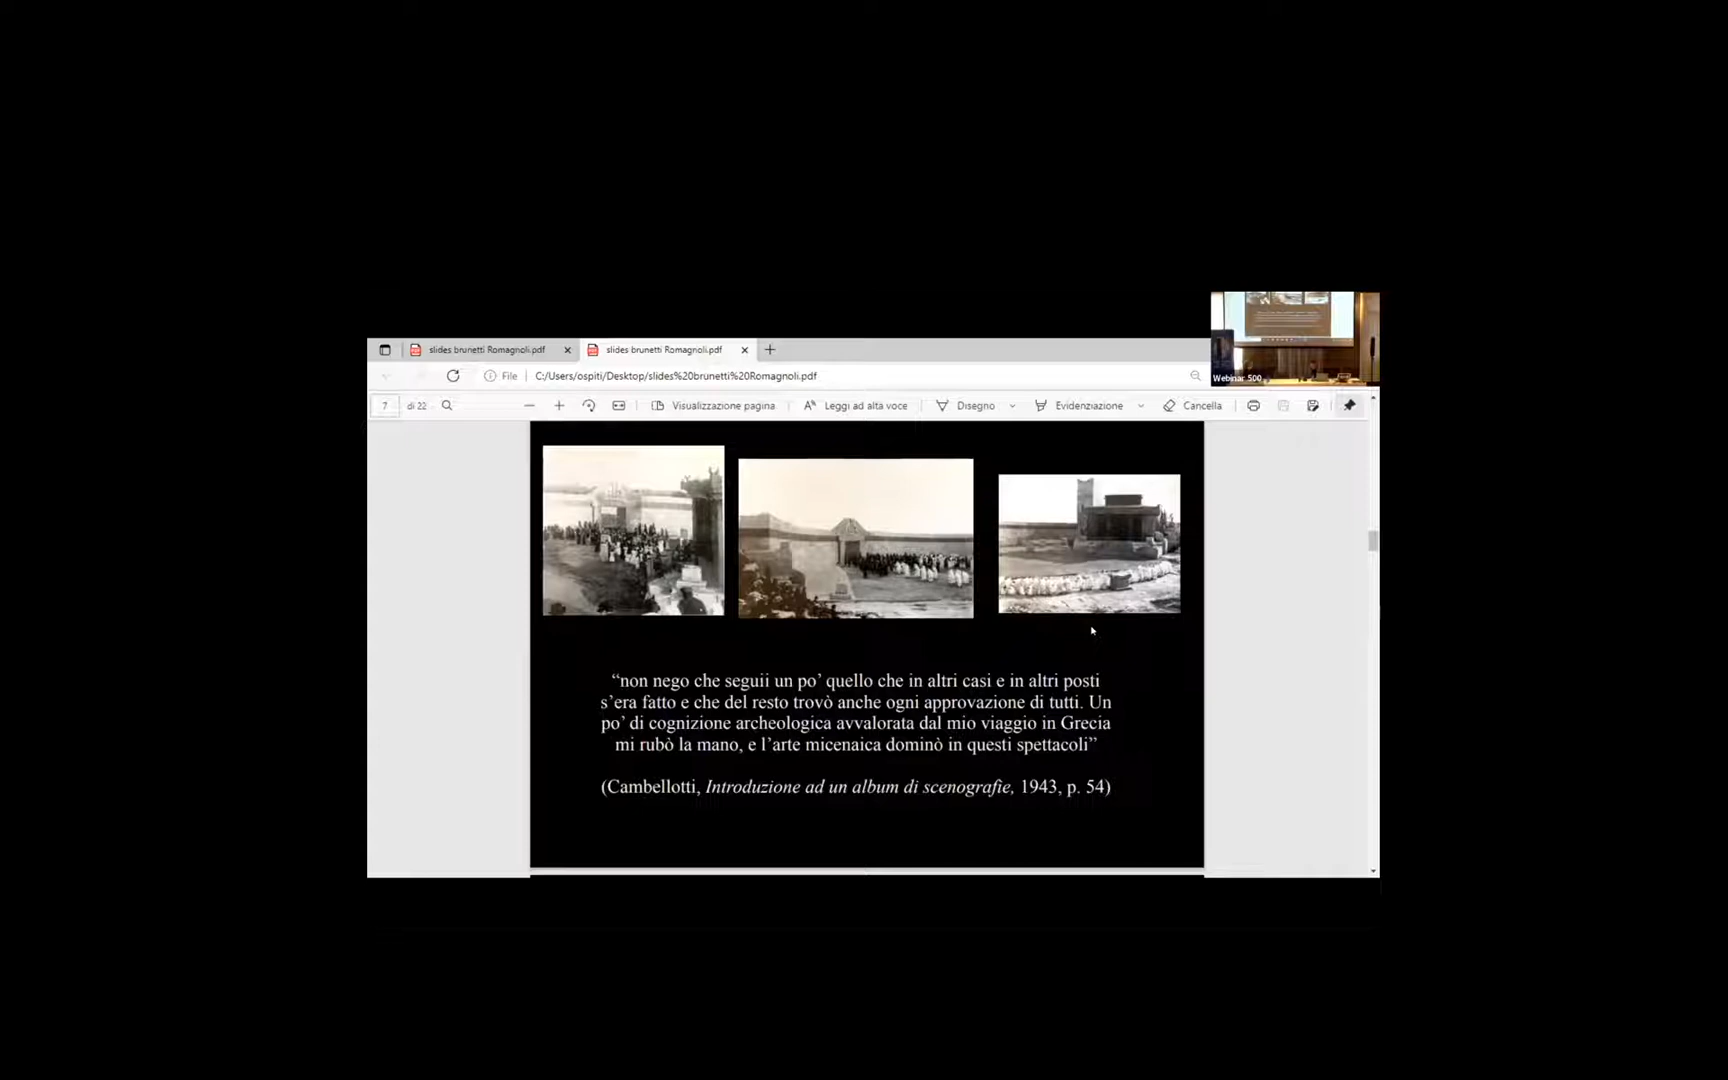 slides brunetti Romagnoli.pdf
slides brunetti Romagnoli.pdf
File
C:/Users/ospiti/Desktop/slides%20brunetti%20Romagnoli.pdf
Webinar 500
7 di 22
Visualizzazione pagina
Leggi ad alta voce
Disegno
Evidenziazione
Cancella
“non nego che seguii un po’ quello che in altri casi e in altri posti
s’era fatto e che del resto trovò anche ogni approvazione di tutti. Un
po’ di cognizione archeologica avvalorata dal mio viaggio in Grecia
mi rubò la mano, e l’arte micenaica dominò in questi spettacoli”
(Cambellotti, Introduzione ad un album di scenografie, 1943, p. 54)